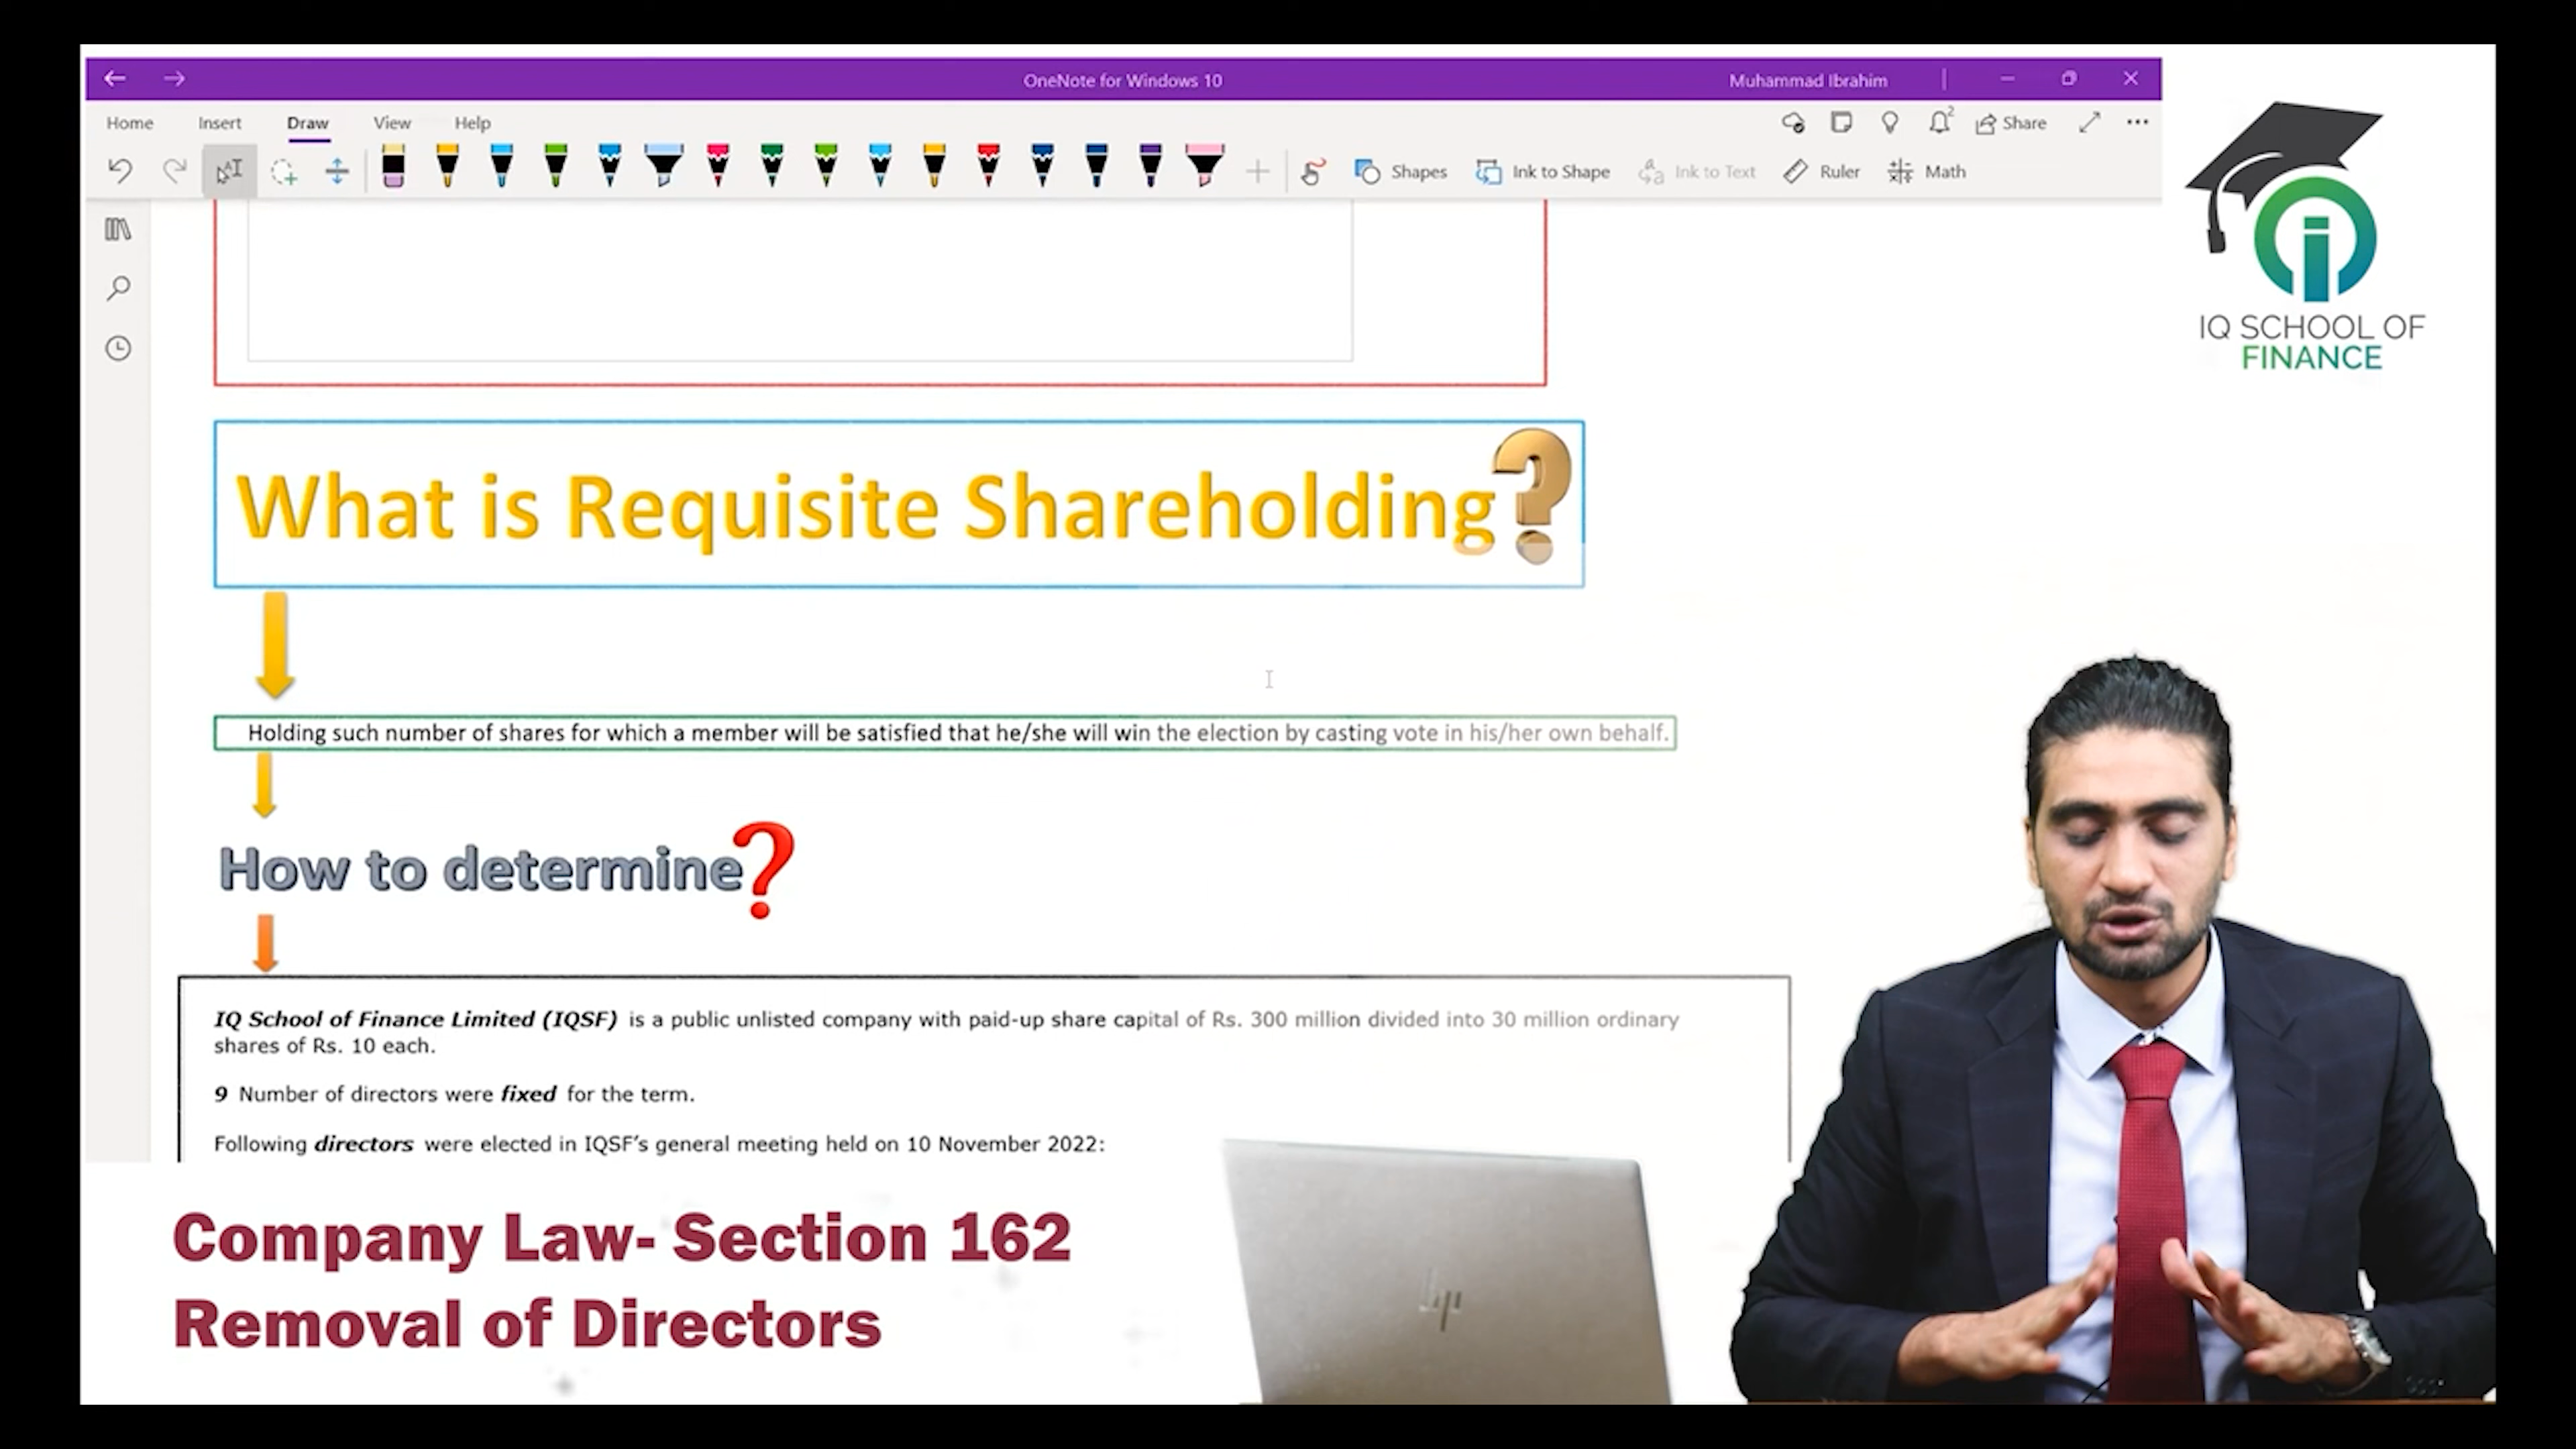 OneNote for Windows 10
Muhammad Ibrahim
Home Insert Draw View Help
2 Share
Shapes Ink to Shape Ink to Text Ruler Math
IQ SCHOOL OF
FINANCE
What is Requisite Shareholding?
Holding such number of shares for which a member will be satisfied that he/she will win the election by casting vote in his/her own behalf.
How to determine?
IQ School of Finance Limited (IQSF) is a public unlisted company with paid-up share capital of Rs. 300 million divided into 30 million ordinary
shares of Rs. 10 each.
9 Number of directors were fixed for the term.
Following directors were elected in IQSF's general meeting held on 10 November 2022:
hp
Company Law- Section 162
Removal of Directors